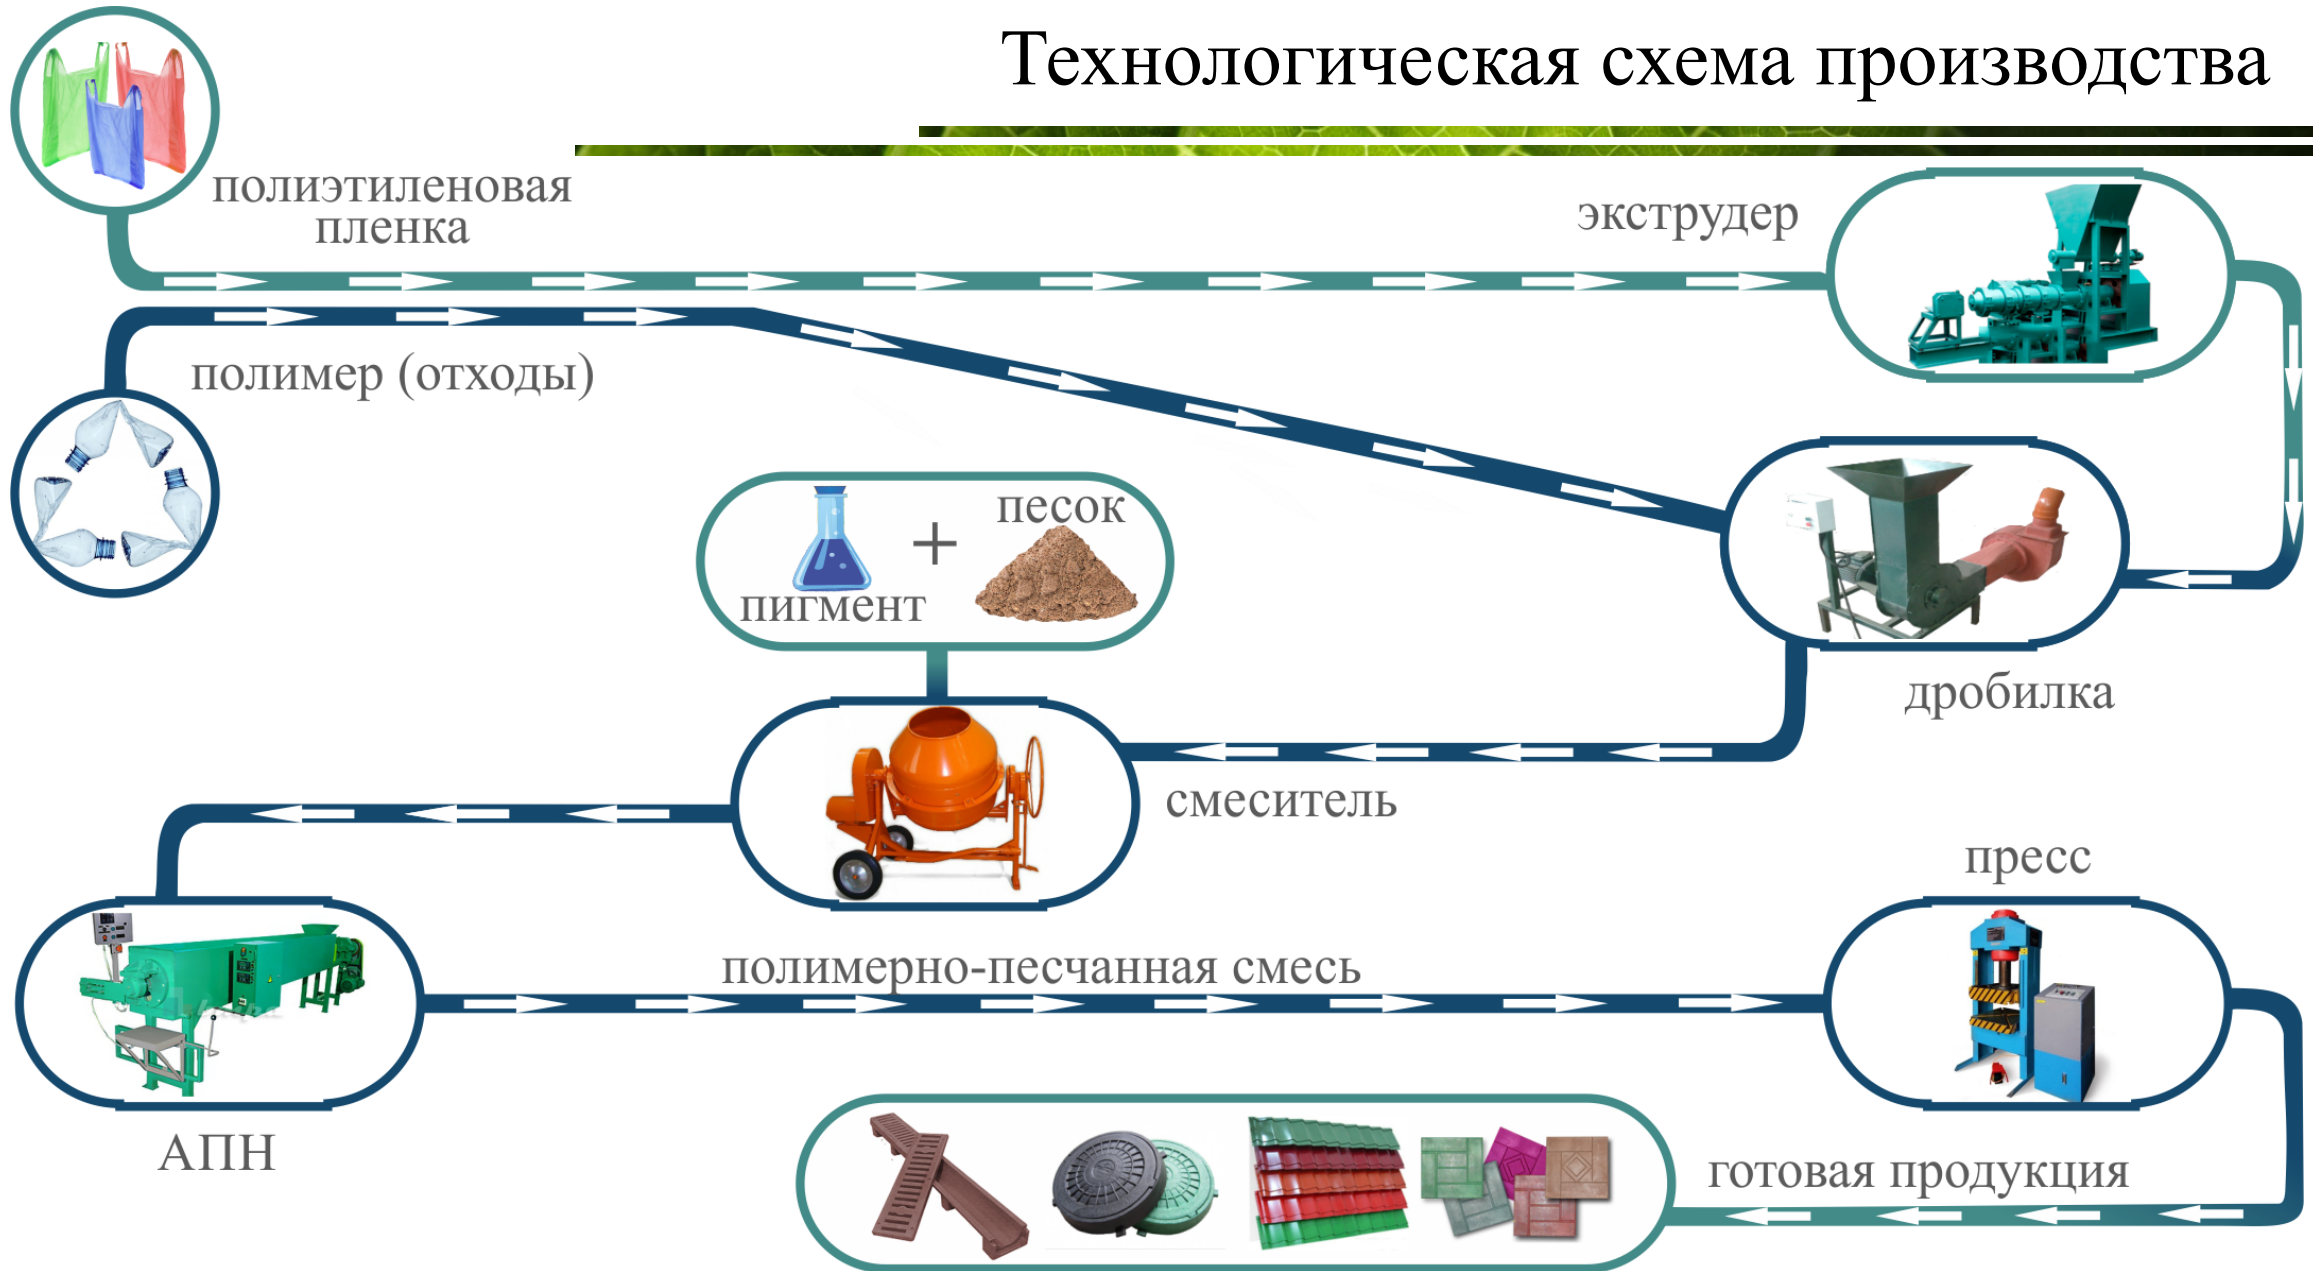 Технологическая схема производства
полиэтиленовая
пленка
экструдер
полимер (отходы)
песок
+
пигмент
дробилка
смеситель
пресс
полимерно-песчанная смесь
АПН
готовая продукция